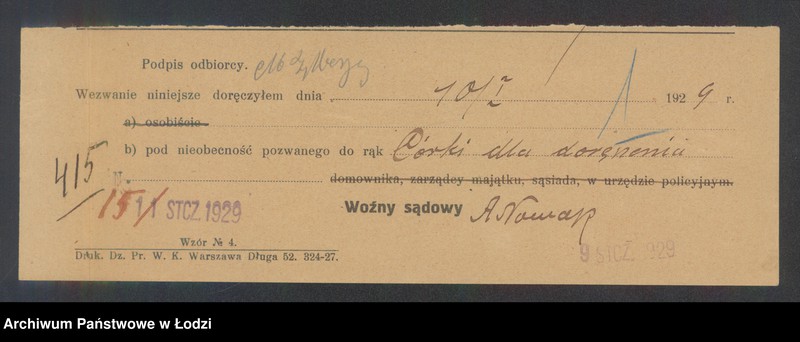 Podpis odbiorcy.
Wezwanie niniejsze doręczyłem dnia 10/I 1929 r.
a) osobiście
b) pod nieobecność pozwanego do rąk Córki dla doręczenia
domownika, zarządcy majątku, sąsiada, w urzędzie policyjnym.
415
15/ 11 STCZ. 1929
Woźny sądowy A Nowak
Wzór № 4.
Druk. Dz. Pr. W. K. Warszawa Długa 52. 324-27.
9 STCZ. 1929
Archiwum Państwowe w Łodzi